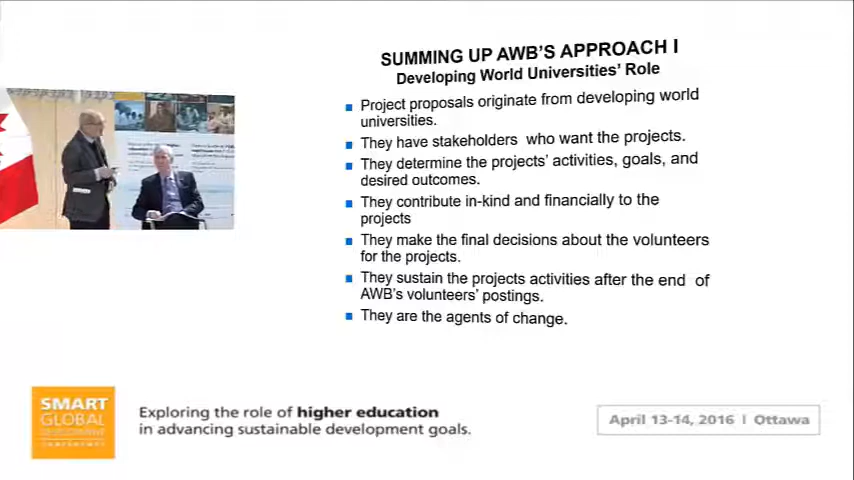 SUMMING UP AWB'S APPROACH I
Developing World Universities' Role
Project proposals originate from developing world
universities.
They have stakeholders who want the projects.
They determine the projects' activities, goals, and
desired outcomes.
They contribute in-kind and financially to the
projects
They make the final decisions about the volunteers
for the projects.
They sustain the projects activities after the end of
AWB's volunteers' postings.
They are the agents of change.
SMART
GLOBAL
DEVELOPMENT
CONFERENCE
Exploring the role of higher education
in advancing sustainable development goals.
April 13-14, 2016 | Ottawa